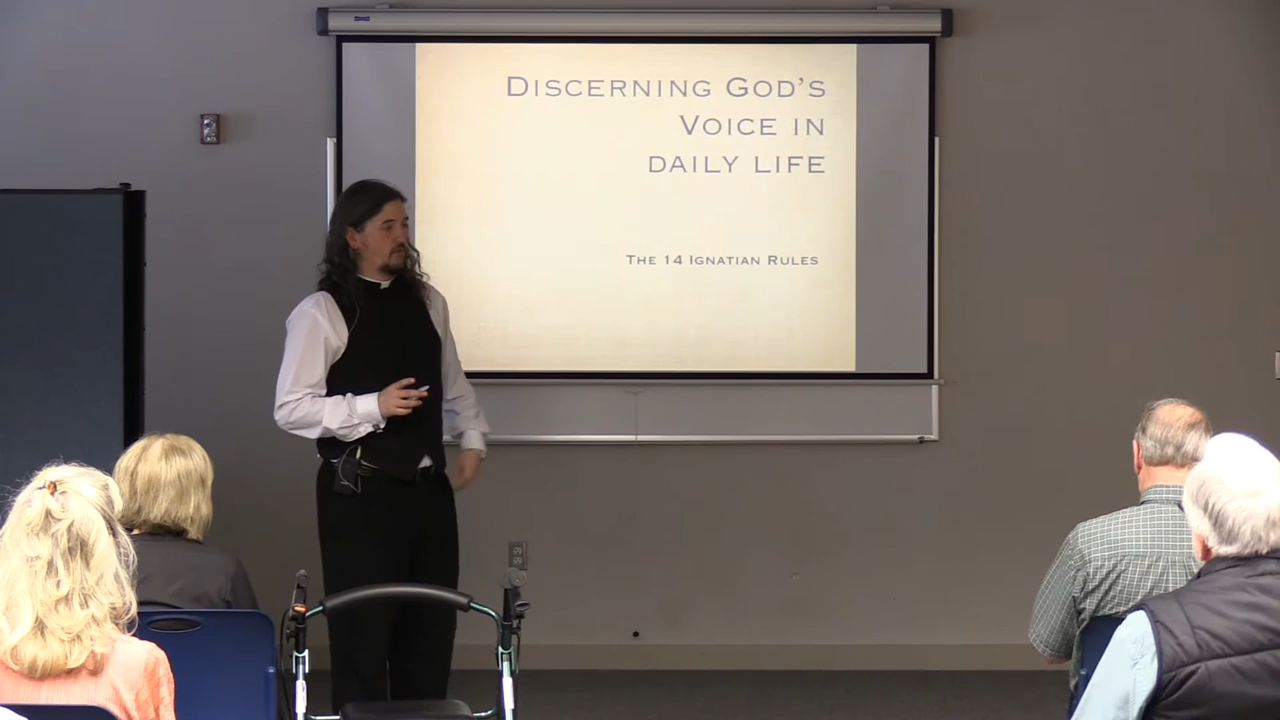 DISCERNING GOD'S
VOICE IN
DAILY LIFE
THE 14 IGNATIAN RULES